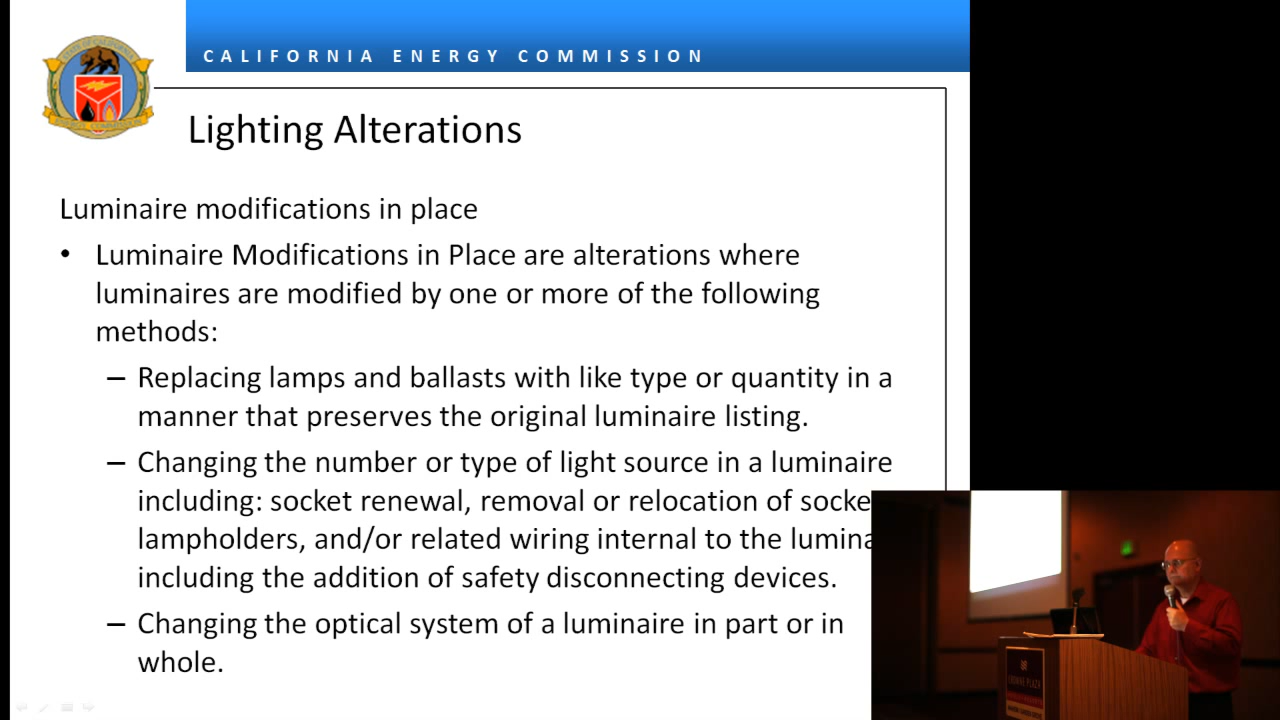 CALIFORNIA ENERGY COMMISSION
Lighting Alterations
Luminaire modifications in place
• Luminaire Modifications in Place are alterations where
luminaires are modified by one or more of the following
methods:
– Replacing lamps and ballasts with like type or quantity in a
manner that preserves the original luminaire listing.
– Changing the number or type of light source in a luminaire
including: socket renewal, removal or relocation of socke
lampholders, and/or related wiring internal to the lumina
including the addition of safety disconnecting devices.
– Changing the optical system of a luminaire in part or in
whole.